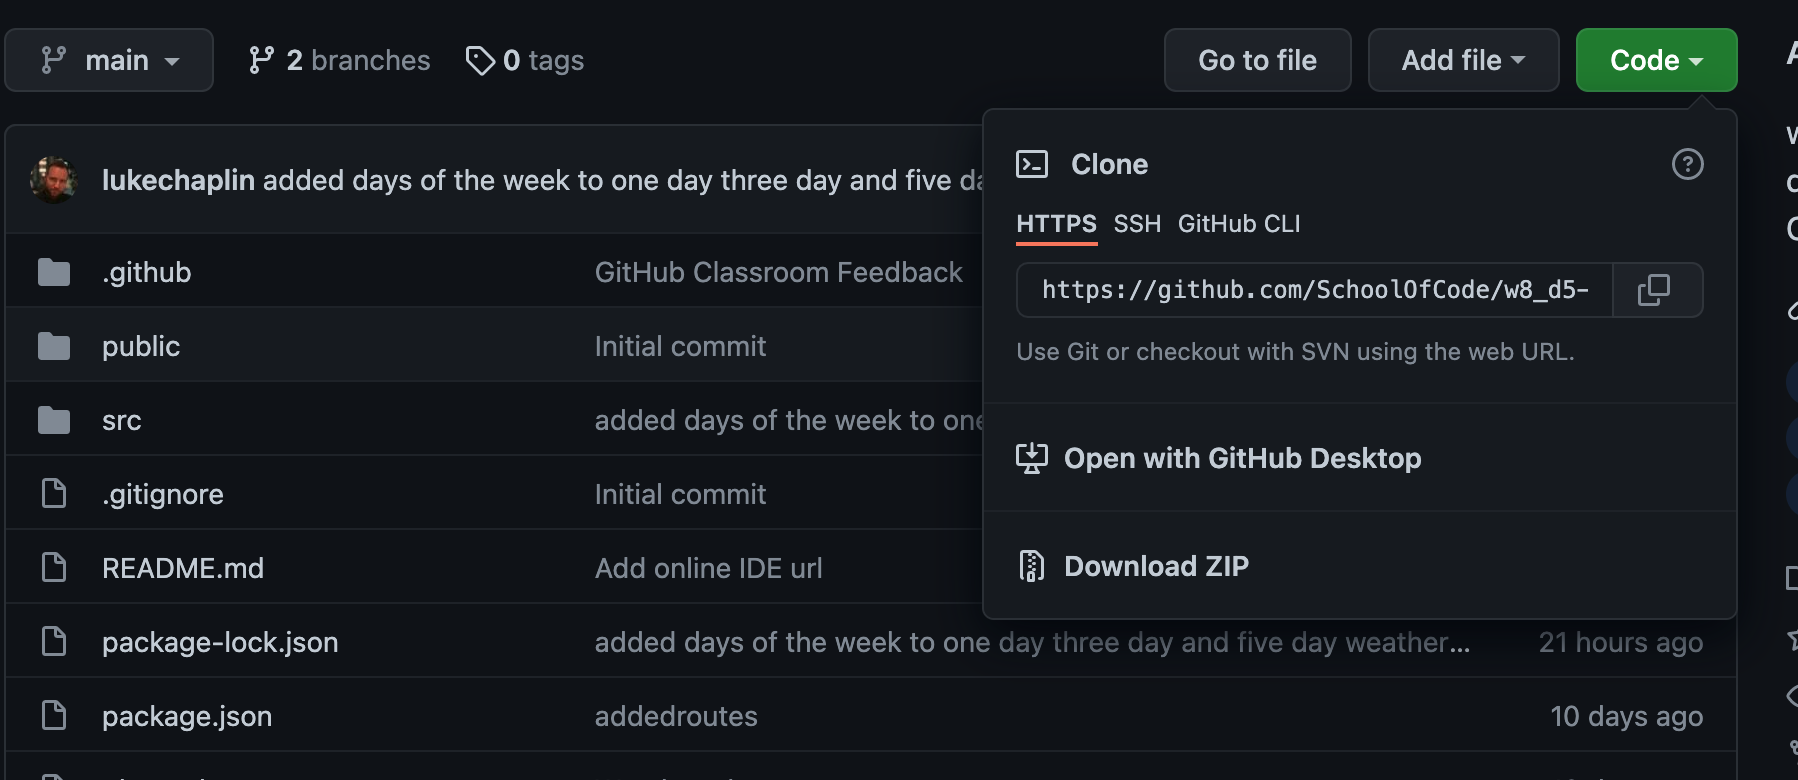 main
2 branches
0 tags
Go to file
Add file
Code
lukechaplin added days of the week to one day three day and five
.github GitHub Classroom Feedback
public Initial commit
src added days of the week to
.gitignore Initial commit
README.md Add online IDE url
package-lock.json added days of the week to one day three day and five day weather... 21 hours ago
package.json addedroutes 10 days ago
Clone
HTTPS SSH GitHub CLI
https://github.com/SchoolOfCode/w8_d5-
Use Git or checkout with SVN using the web URL.
Open with GitHub Desktop
Download ZIP